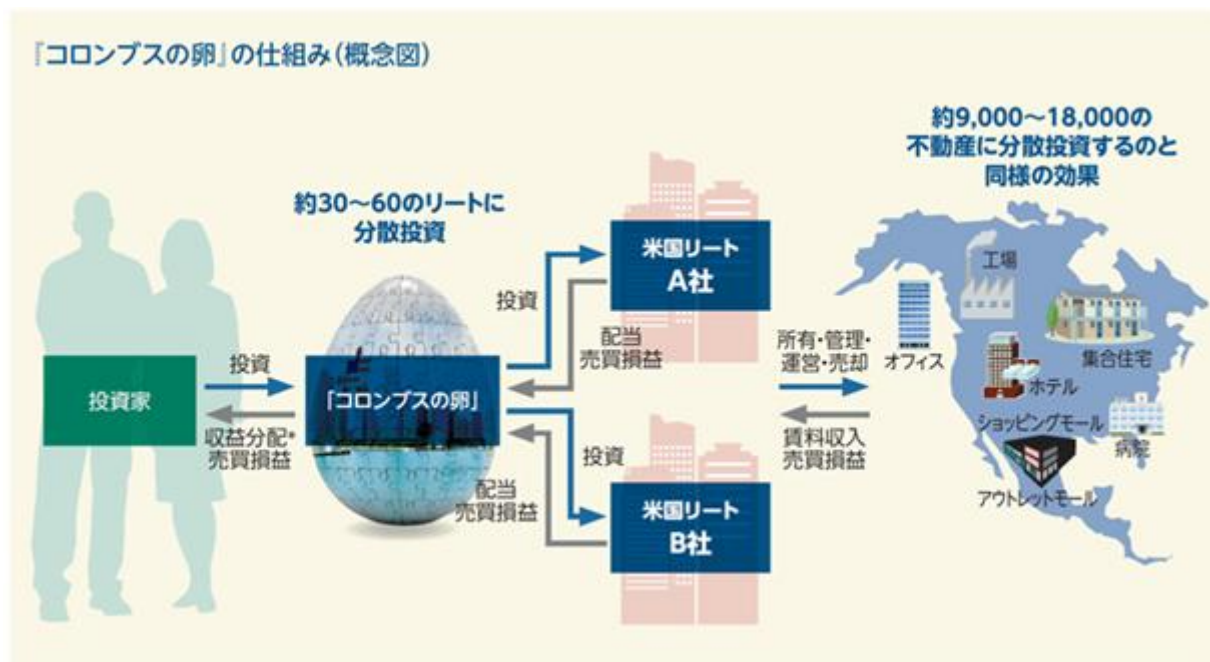 『コロンブスの卵』の仕組み(概念図)
約9,000〜18,000の
不動産に分散投資するのと
同様の効果
約30〜60のリートに
分散投資
投資家
投資
収益分配*
売買損益
『コロンブスの卵』
投資
配当
売買損益
投資
配当
売買損益
米国リート
A社
米国リート
B社
所有・管理・
運営・売却
賃料収入
売買損益
工場
オフィス
集合住宅
ホテル
ショッピングモール
病院
アウトレットモール